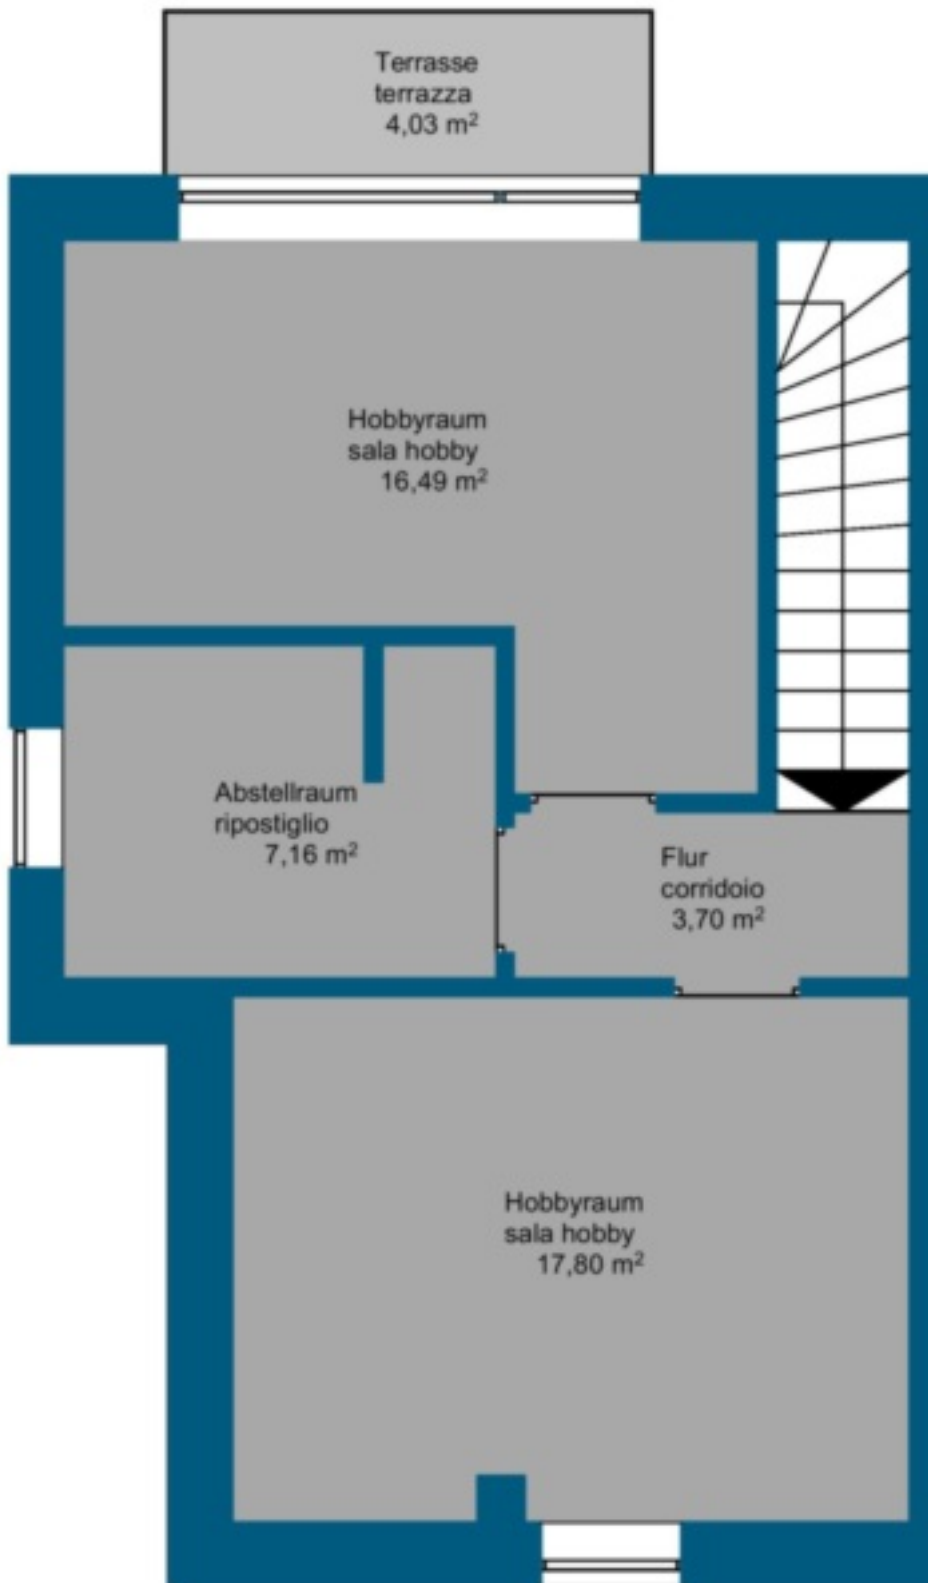 Terrasse
terrazza
4,03 m²
Hobbyraum
sala hobby
16,49 m²
Abstellraum
ripostiglio
7,16 m²
Flur
corridoio
3,70 m²
Hobbyraum
sala hobby
17,80 m²